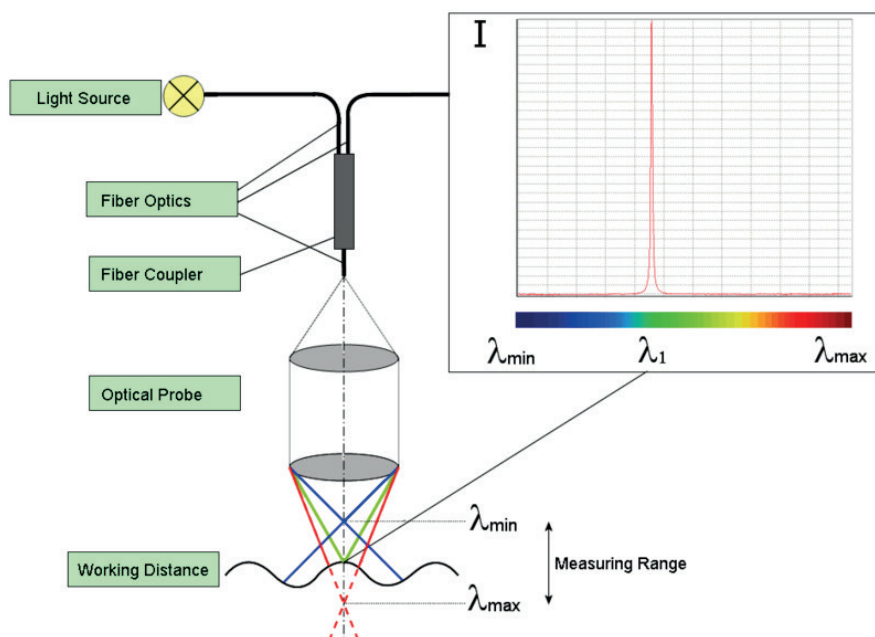 I
Light Source
Fiber Optics
Fiber Coupler
λmin λ1 λmax
Optical Probe
λmin
Measuring Range
Working Distance
λmax